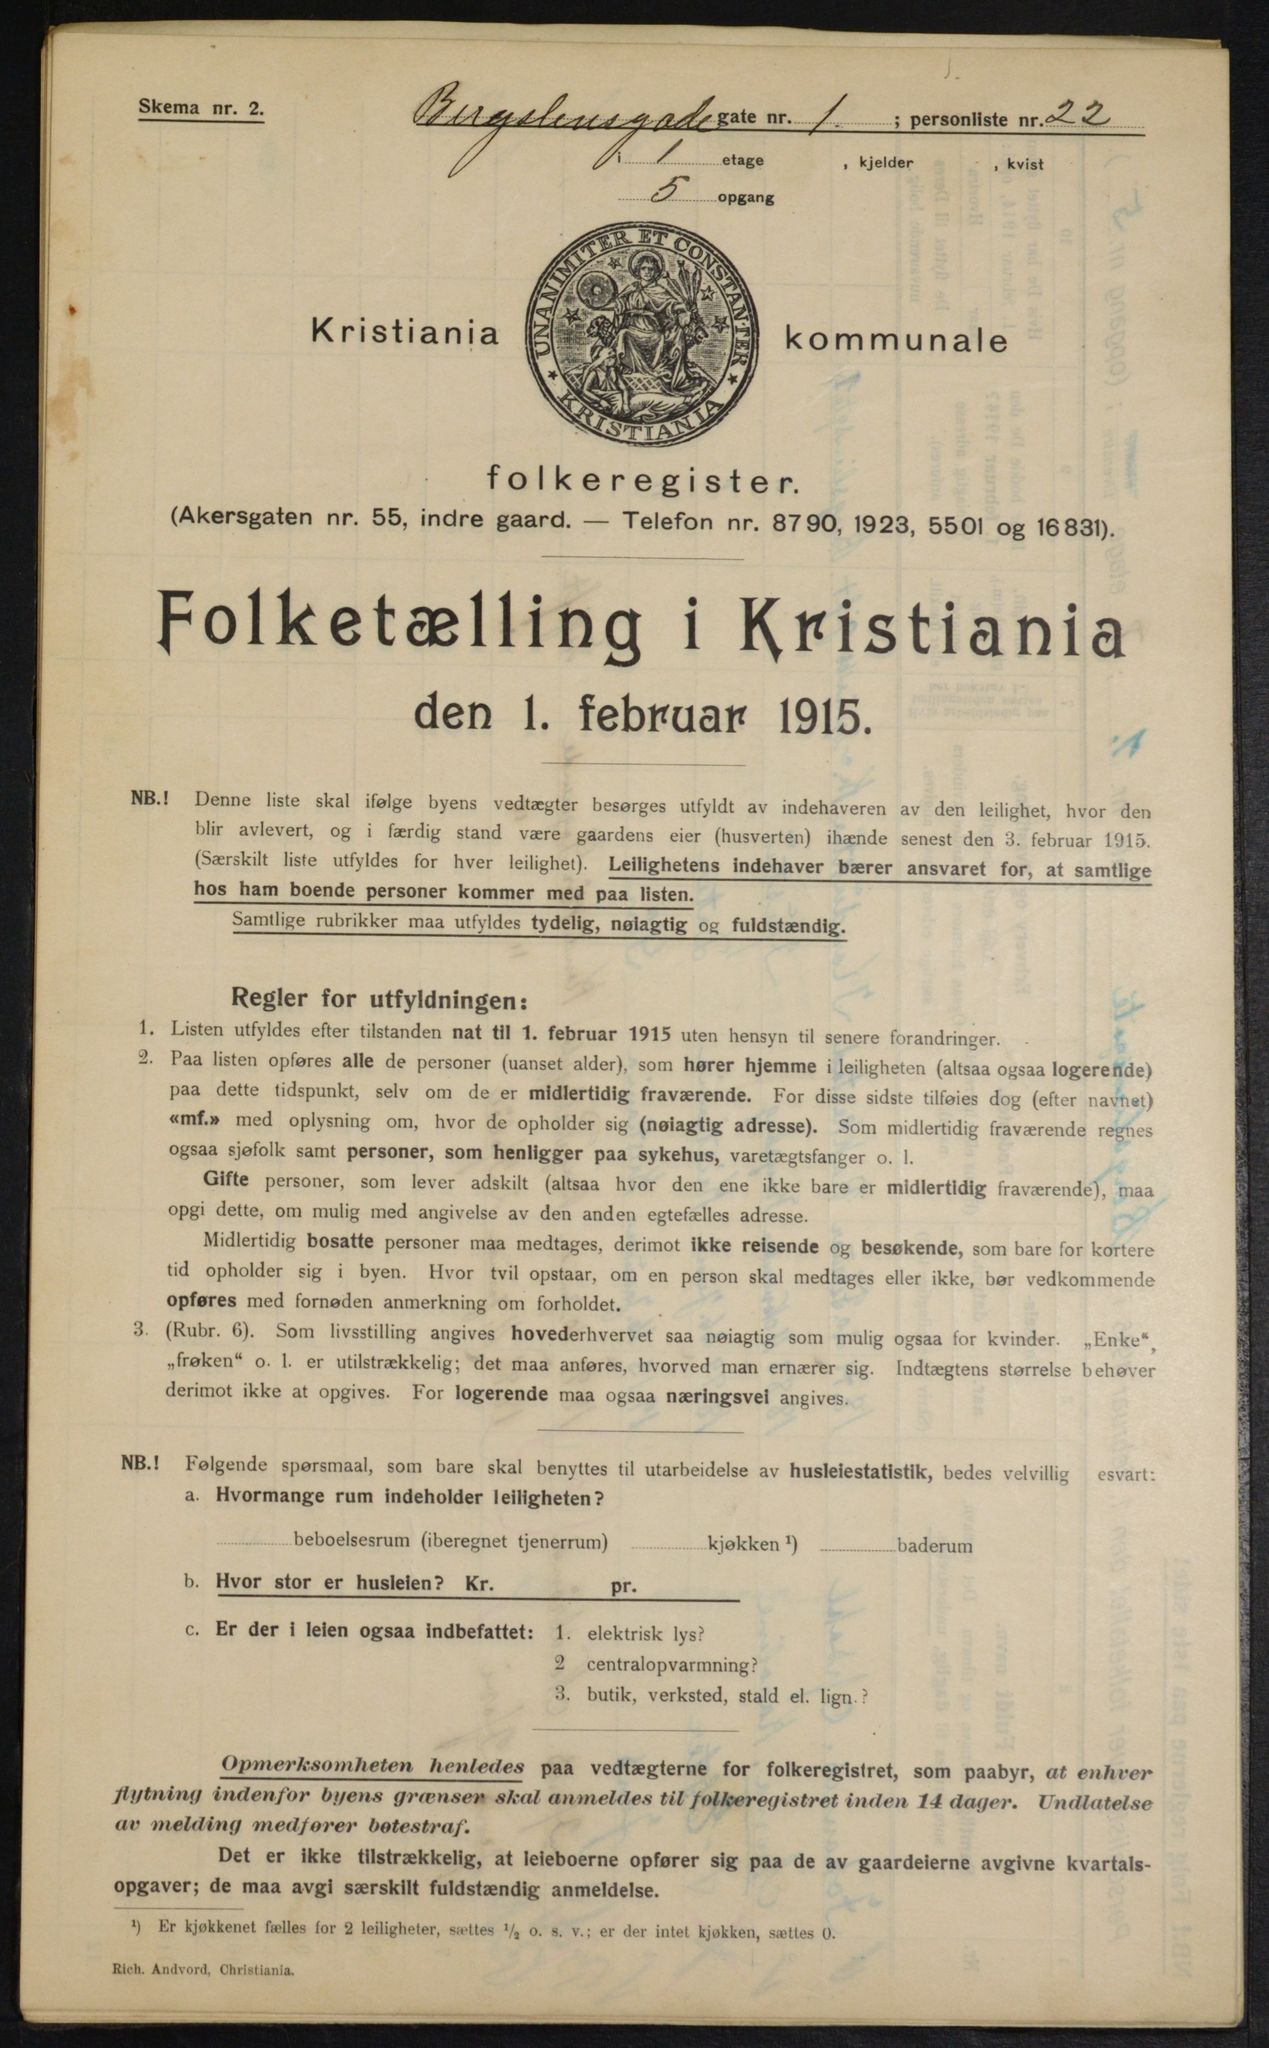 Skema nr. 2.
Bergsliensgade gate nr. 1. ; personliste nr. 22
i 1 etage , kjelder , kvist
5 opgang
UNANIMITER ET CONSTANTER
KRISTIANIA
Kristiania kommunale
folkeregister.
(Akersgaten nr. 55, indre gaard. — Telefon nr. 8790, 1923, 5501 og 16831).
Folketælling i Kristiania
den 1. februar 1915.
NB.! Denne liste skal ifølge byens vedtægter besørges utfyldt av indehaveren av den leilighet, hvor den
blir avlevert, og i færdig stand være gaardens eier (husverten) ihænde senest den 3. februar 1915.
(Særskilt liste utfyldes for hver leilighet). Leilighetens indehaver bærer ansvaret for, at samtlige
hos ham boende personer kommer med paa listen.
Samtlige rubrikker maa utfyldes tydelig, nøiagtig og fuldstændig.
Regler for utfyldningen:
1. Listen utfyldes efter tilstanden nat til 1. februar 1915 uten hensyn til senere forandringer.
2. Paa listen opføres alle de personer (uanset alder), som hører hjemme i leiligheten (altsaa ogsaa logerende)
paa dette tidspunkt, selv om de er midlertidig fraværende. For disse sidste tilføies dog (efter navnet)
«mf.» med oplysning om, hvor de opholder sig (nøiagtig adresse). Som midlertidig fraværende regnes
ogsaa sjøfolk samt personer, som henligger paa sykehus, varetægtsfanger o. l.
Gifte personer, som lever adskilt (altsaa hvor den ene ikke bare er midlertidig fraværende), maa
opgi dette, om mulig med angivelse av den anden egtefælles adresse.
Midlertidig bosatte personer maa medtages, derimot ikke reisende og besøkende, som bare for kortere
tid opholder sig i byen. Hvor tvil opstaar, om en person skal medtages eller ikke, bør vedkommende
opføres med fornøden anmerkning om forholdet.
3. (Rubr. 6). Som livsstilling angives hovederhvervet saa nøiagtig som mulig ogsaa for kvinder. „Enke“,
„frøken“ o. l. er utilstrækkelig; det maa anføres, hvorved man ernærer sig. Indtægtens størrelse behøver
derimot ikke at opgives. For logerende maa ogsaa næringsvei angives.
NB.! Følgende spørsmaal, som bare skal benyttes til utarbeidelse av husleiestatistik, bedes velvillig esvart:
a. Hvormange rum indeholder leiligheten?
beboelsesrum (iberegnet tjenerrum) kjøkken ¹) baderum
b. Hvor stor er husleien? Kr. pr.
c. Er der i leien ogsaa indbefattet: 1. elektrisk lys?
2 centralopvarmning?
3. butik, verksted, stald el. lign.?
Opmerksomheten henledes paa vedtægterne for folkeregistret, som paabyr, at enhver
flytning indenfor byens grænser skal anmeldes til folkeregistret inden 14 dager. Undlatelse
av melding medfører bøtestraf.
Det er ikke tilstrækkelig, at leieboerne opfører sig paa de av gaardeierne avgivne kvartals-
opgaver; de maa avgi særskilt fuldstændig anmeldelse.
¹) Er kjøkkenet fælles for 2 leiligheter, sættes ½ o. s. v.; er der intet kjøkken, sættes 0.
Rich. Andvord, Christiania.